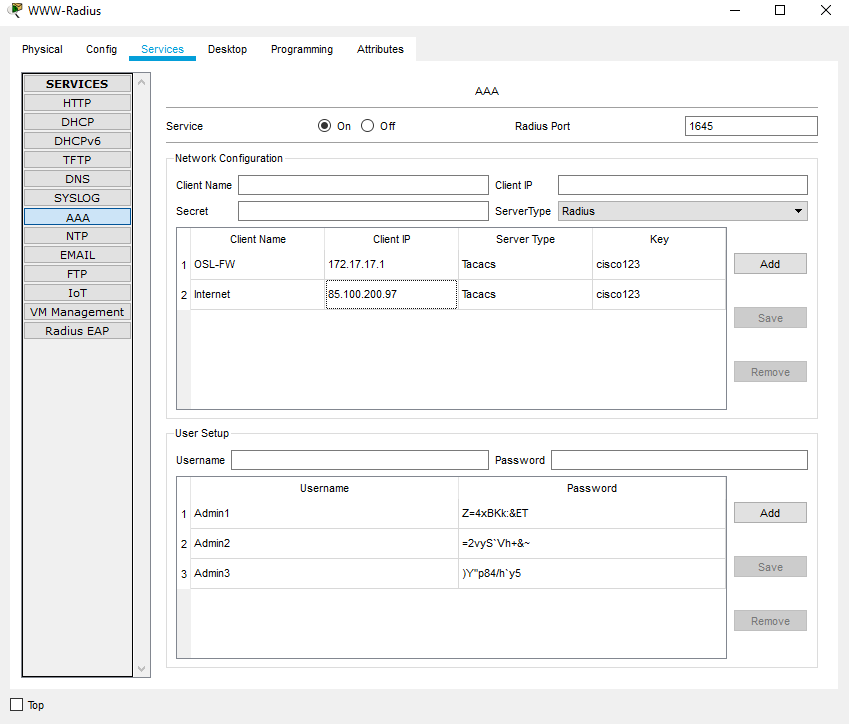 WWW-Radius
Physical Config Services Desktop Programming Attributes
SERVICES
HTTP
DHCP
DHCPv6
TFTP
DNS
SYSLOG
AAA
NTP
EMAIL
FTP
IoT
VM Management
Radius EAP
AAA
Service On Off Radius Port 1645
Network Configuration
Client Name Client IP
Secret ServerType Radius
Client Name Client IP Server Type Key
1 OSL-FW 172.17.17.1 Tacacs cisco123
2 Internet 85.100.200.97 Tacacs cisco123
Add
Save
Remove
User Setup
Username Password
Username Password
1 Admin1 Z=4xBKk:&ET
2 Admin2 =2vyS`Vh+&~
3 Admin3 )Y"p84/h`y5
Add
Save
Remove
Top